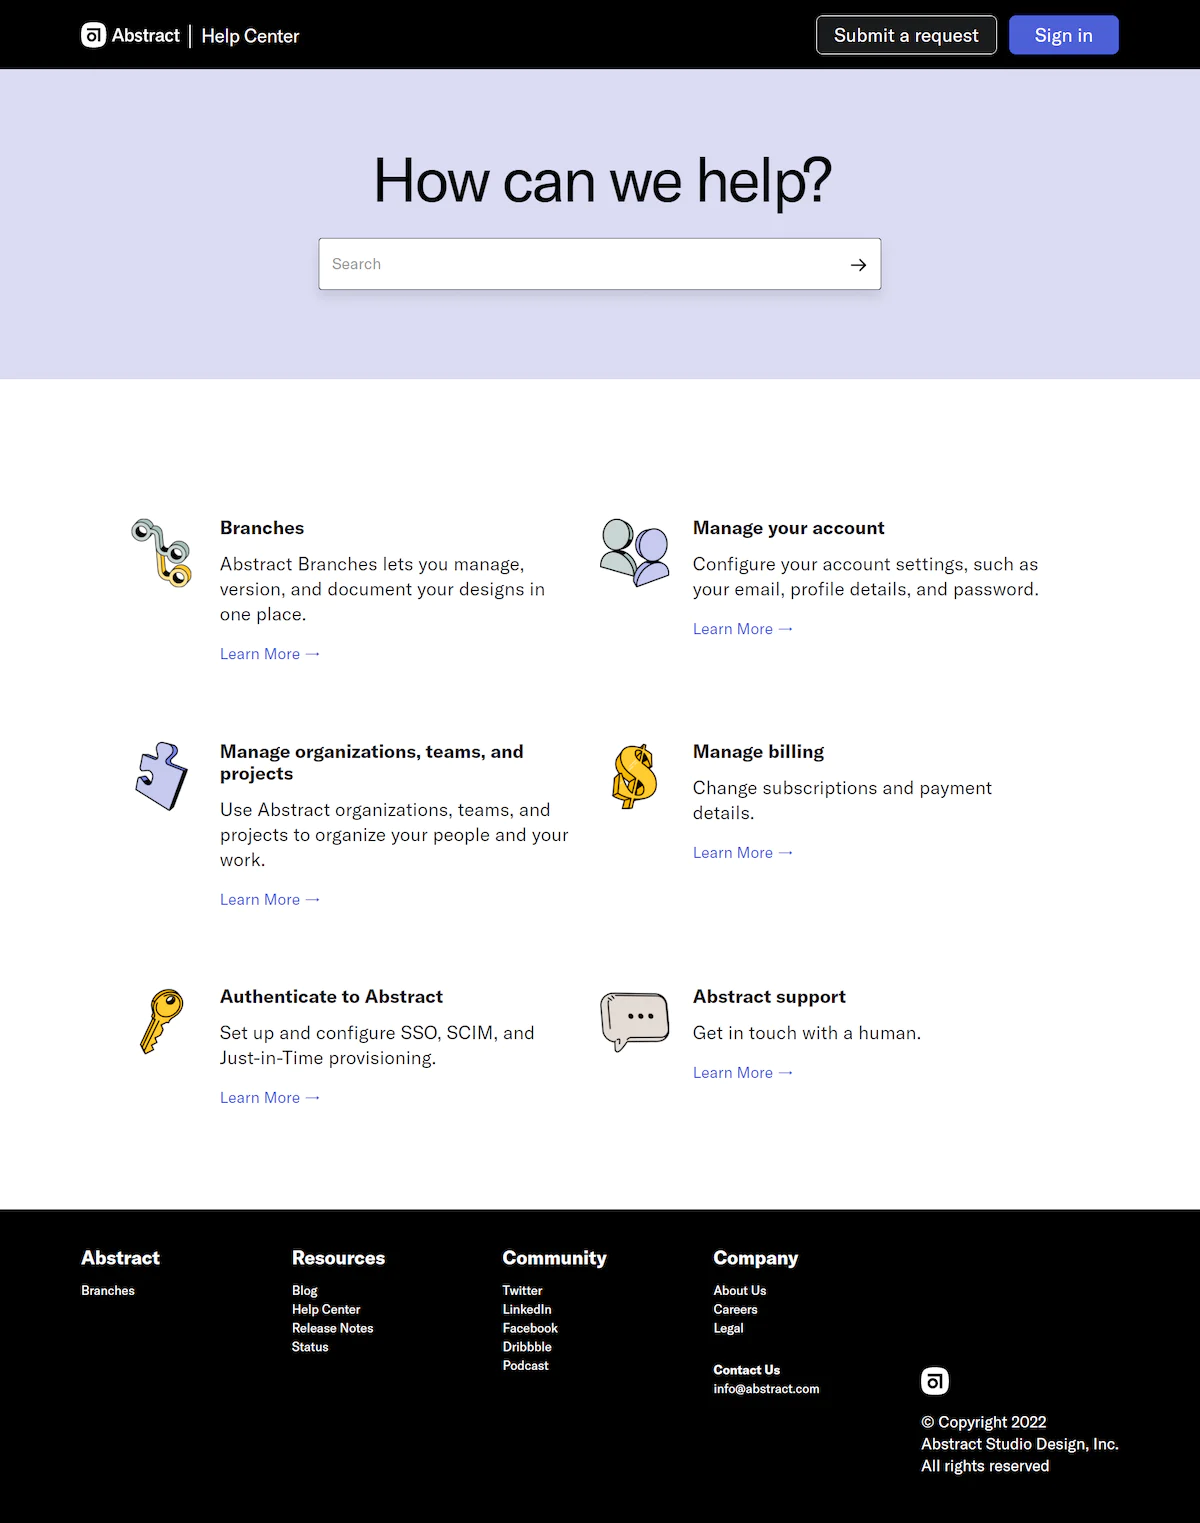 Abstract | Help Center
Submit a request
Sign in
How can we help?
Search →
Branches
Abstract Branches lets you manage,
version, and document your designs in
one place.
Learn More →
Manage your account
Configure your account settings, such as
your email, profile details, and password.
Learn More →
Manage organizations, teams, and
projects
Use Abstract organizations, teams, and
projects to organize your people and your
work.
Learn More →
Manage billing
Change subscriptions and payment
details.
Learn More →
Authenticate to Abstract
Set up and configure SSO, SCIM, and
Just-in-Time provisioning.
Learn More →
Abstract support
Get in touch with a human.
Learn More →
Abstract
Branches
Resources
Blog
Help Center
Release Notes
Status
Community
Twitter
LinkedIn
Facebook
Dribbble
Podcast
Company
About Us
Careers
Legal
Contact Us
info@abstract.com
© Copyright 2022
Abstract Studio Design, Inc.
All rights reserved